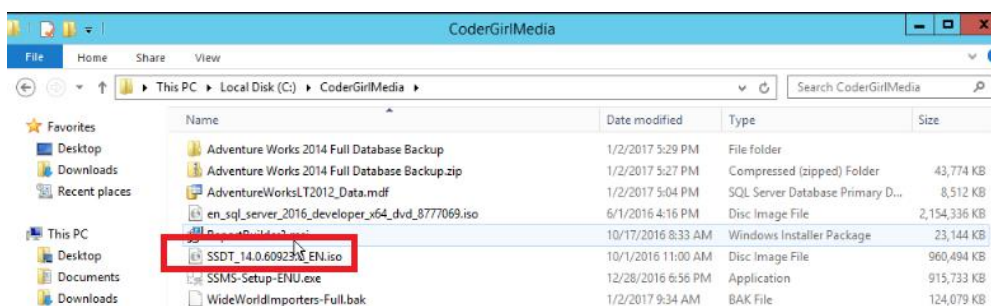 CoderGirlMedia
File Home Share View
This PC Local Disk (C:) CoderGirlMedia Search CoderGirlMedia
Favorites
Desktop
Downloads
Recent places
This PC
Desktop
Documents
Downloads
Name Date modified Type Size
Adventure Works 2014 Full Database Backup 1/2/2017 5:29 PM File folder
Adventure Works 2014 Full Database Backup.zip 1/2/2017 5:27 PM Compressed (zipped) Folder 43,774 KB
AdventureWorksLT2012_Data.mdf 1/2/2017 5:04 PM SQL Server Database Primary D... 8,512 KB
en_sql_server_2016_developer_x64_dvd_8777069.iso 6/1/2016 4:16 PM Disc Image File 2,154,336 KB
10/17/2016 8:33 AM Windows Installer Package 23,144 KB
10/1/2016 11:00 AM Disc Image File 960,494 KB
SSMS-Setup-ENU.exe 12/28/2016 6:56 PM Application 915,733 KB
WideWorldImporters-Full.bak 1/2/2017 9:34 AM BAK File 124,079 KB